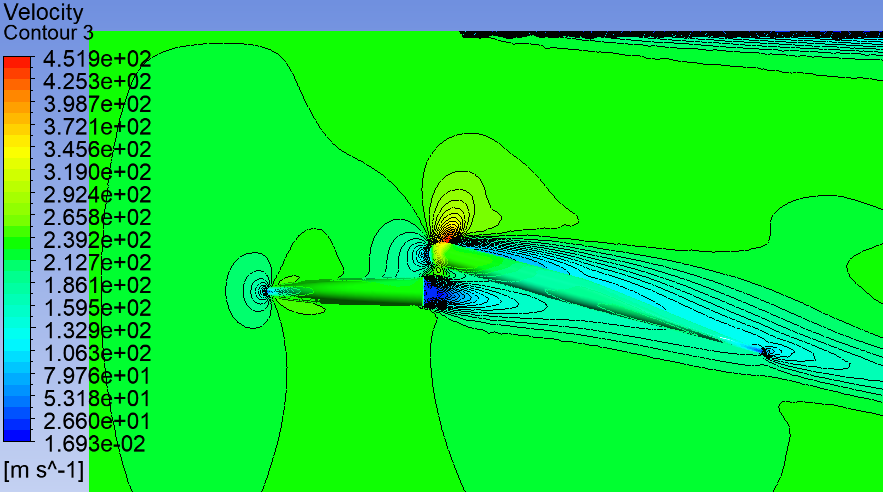 Velocity
Contour 3
4.519e+02
4.253e+02
3.987e+02
3.721e+02
3.456e+02
3.190e+02
2.924e+02
2.658e+02
2.392e+02
2.127e+02
1.861e+02
1.595e+02
1.329e+02
1.063e+02
7.976e+01
5.318e+01
2.660e+01
1.693e-02
[m s^-1]